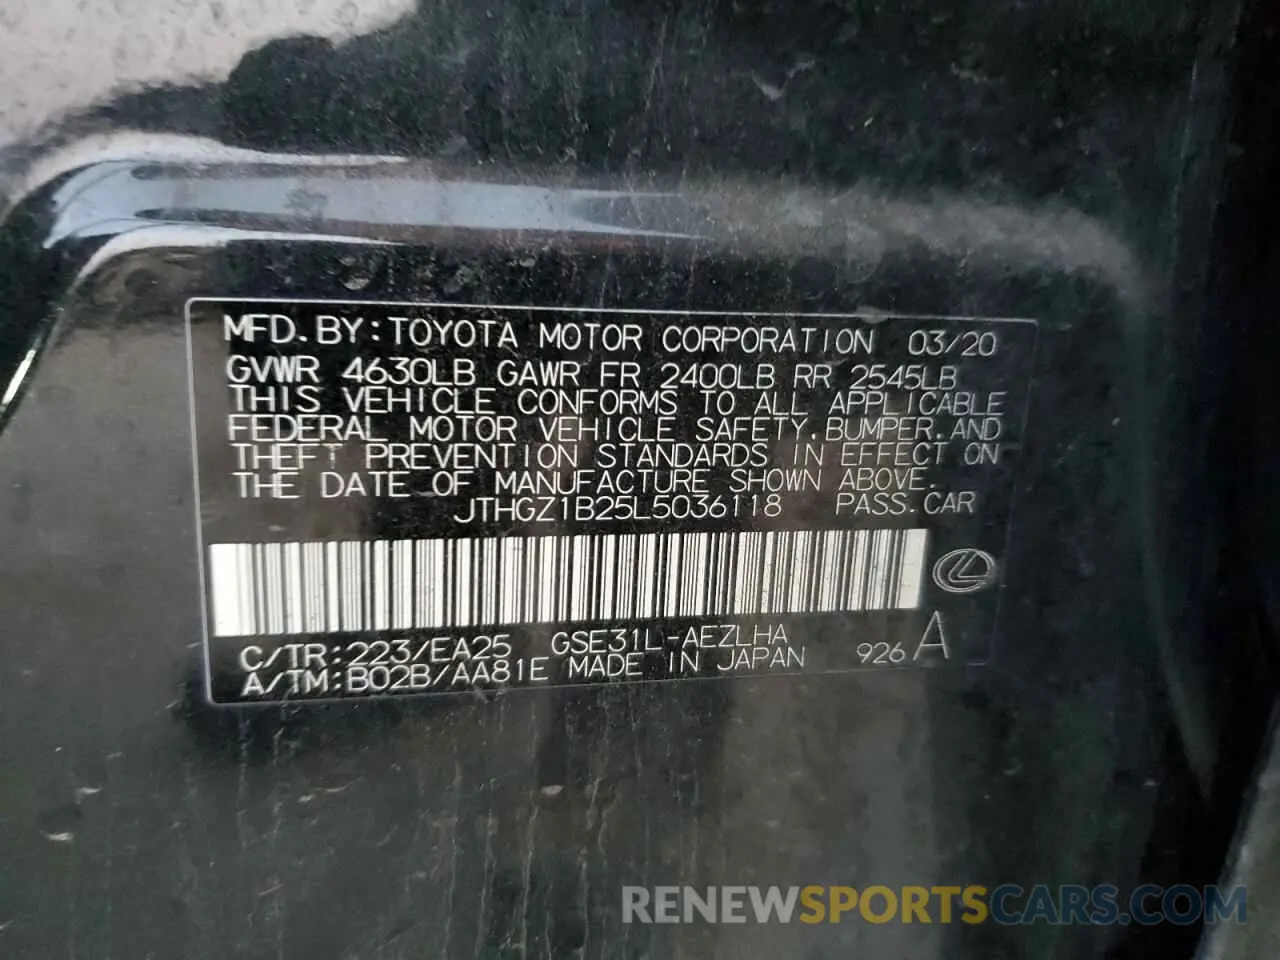 MFD. BY: TOYOTA MOTOR CORPORATION 03/20
GVWR 4630LB GAWR FR 2400LB RR 2545LB
THIS VEHICLE CONFORMS TO ALL APPLICABLE
FEDERAL MOTOR VEHICLE SAFETY, BUMPER, AND
THEFT PREVENTION STANDARDS IN EFFECT ON
THE DATE OF MANUFACTURE SHOWN ABOVE.
JTHGZ1B25L5036118 PASS. CAR
C/TR: 223/EA25 GSE31L-AEZLHA
A/TM: B02B/AA81E MADE IN JAPAN 926 A
RENEWSPORTSCARS.COM